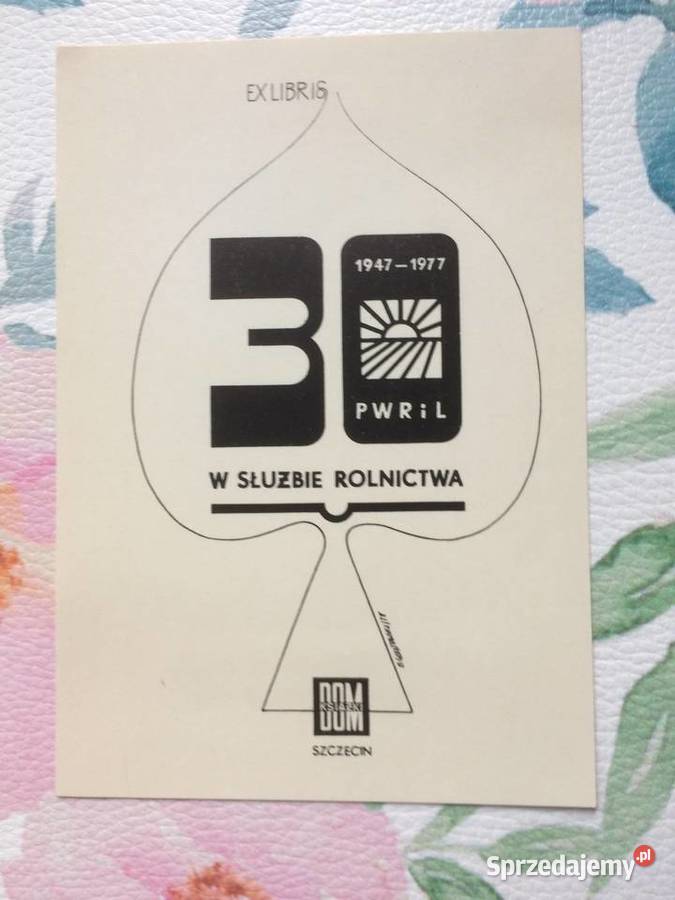 EXLIBRIS
30
1947–1977
PWRiL
W SŁUŻBIE ROLNICTWA
DOM
KSIĄŻKI
SZCZECIN
Sprzedajemy.pl